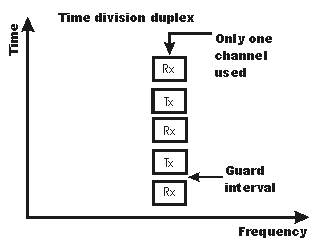 Time division duplex
Time
Only one
channel
used
Rx
Tx
Rx
Tx
Guard
interval
Rx
Frequency